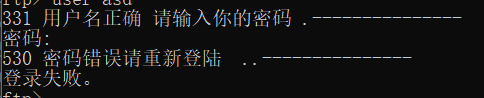 ftp> user asd
331 用户名正确 请输入你的密码 .---------------
密码:
530 密码错误请重新登陆  ..---------------
登录失败。
ftp>